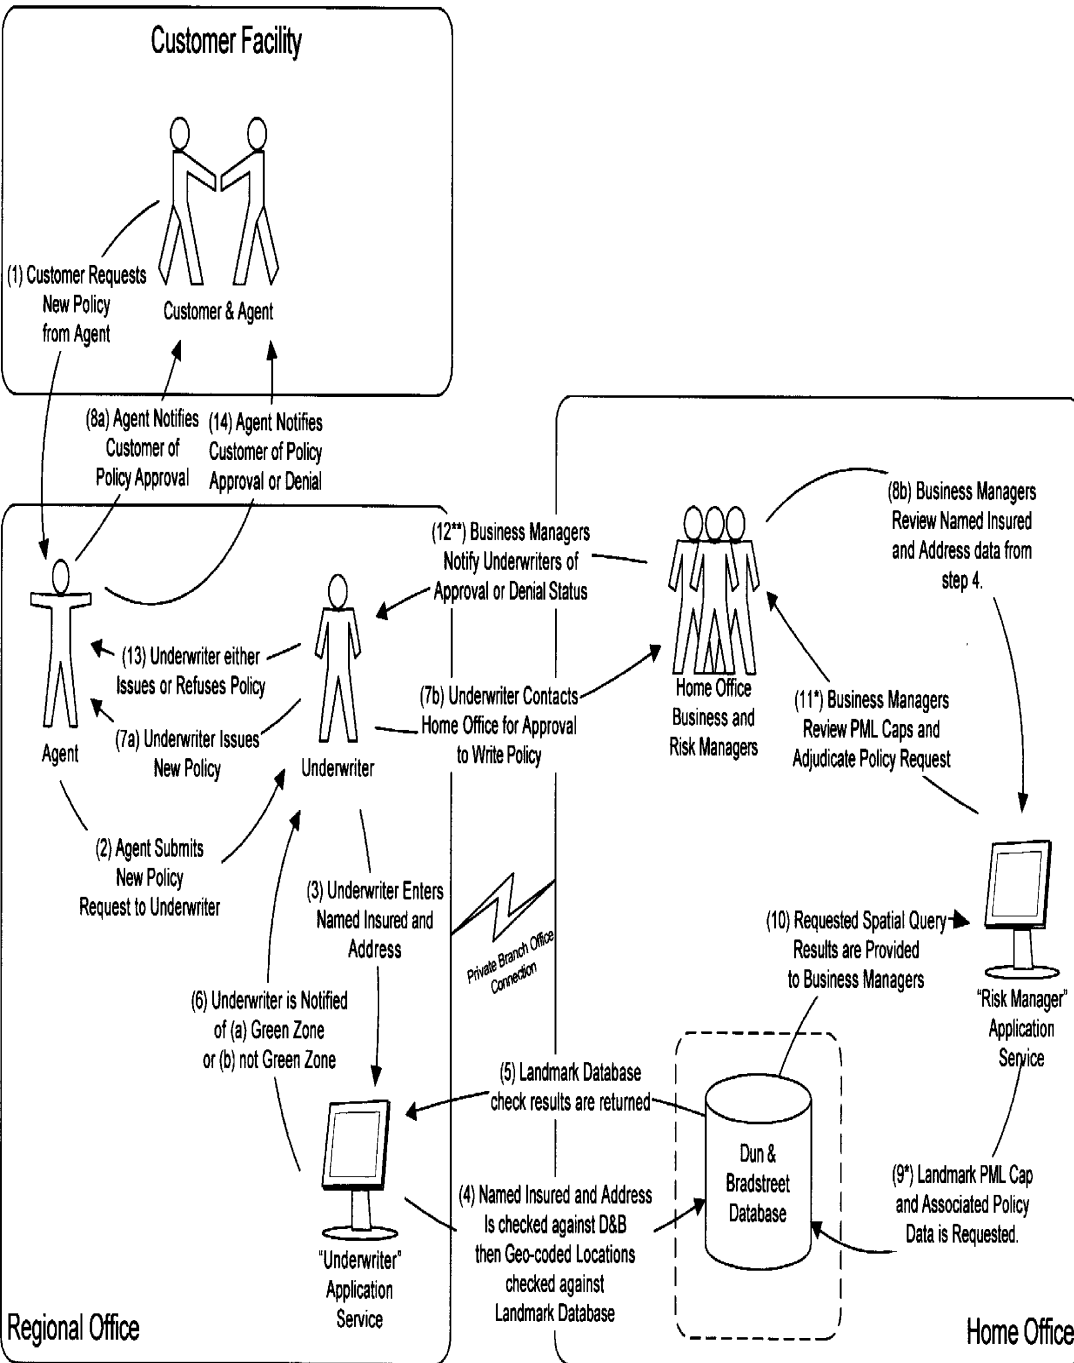 Customer Facility
(1) Customer Requests
New Policy
from Agent
Customer & Agent
(8a) Agent Notifies
Customer of
Policy Approval
(14) Agent Notifies
Customer of Policy
Approval or Denial
(12**) Business Managers
Notify Underwriters of
Approval or Denial Status
(8b) Business Managers
Review Named Insured
and Address data from
step 4.
(13) Underwriter either
Issues or Refuses Policy
(7a) Underwriter Issues
New Policy
Agent
Underwriter
(7b) Underwriter Contacts
Home Office for Approval
to Write Policy
Home Office
Business and
Risk Managers
(11*) Business Managers
Review PML Caps and
Adjudicate Policy Request
(2) Agent Submits
New Policy
Request to Underwriter
(3) Underwriter Enters
Named Insured and
Address
Private Branch Office
Connection
(10) Requested Spatial Query
Results are Provided
to Business Managers
"Risk Manager"
Application
Service
(6) Underwriter is Notified
of (a) Green Zone
or (b) not Green Zone
(5) Landmark Database
check results are returned
Dun &
Bradstreet
Database
(9*) Landmark PML Cap
and Associated Policy
Data is Requested.
(4) Named Insured and Address
Is checked against D&B
then Geo-coded Locations
checked against
Landmark Database
"Underwriter"
Application
Service
Regional Office
Home Office